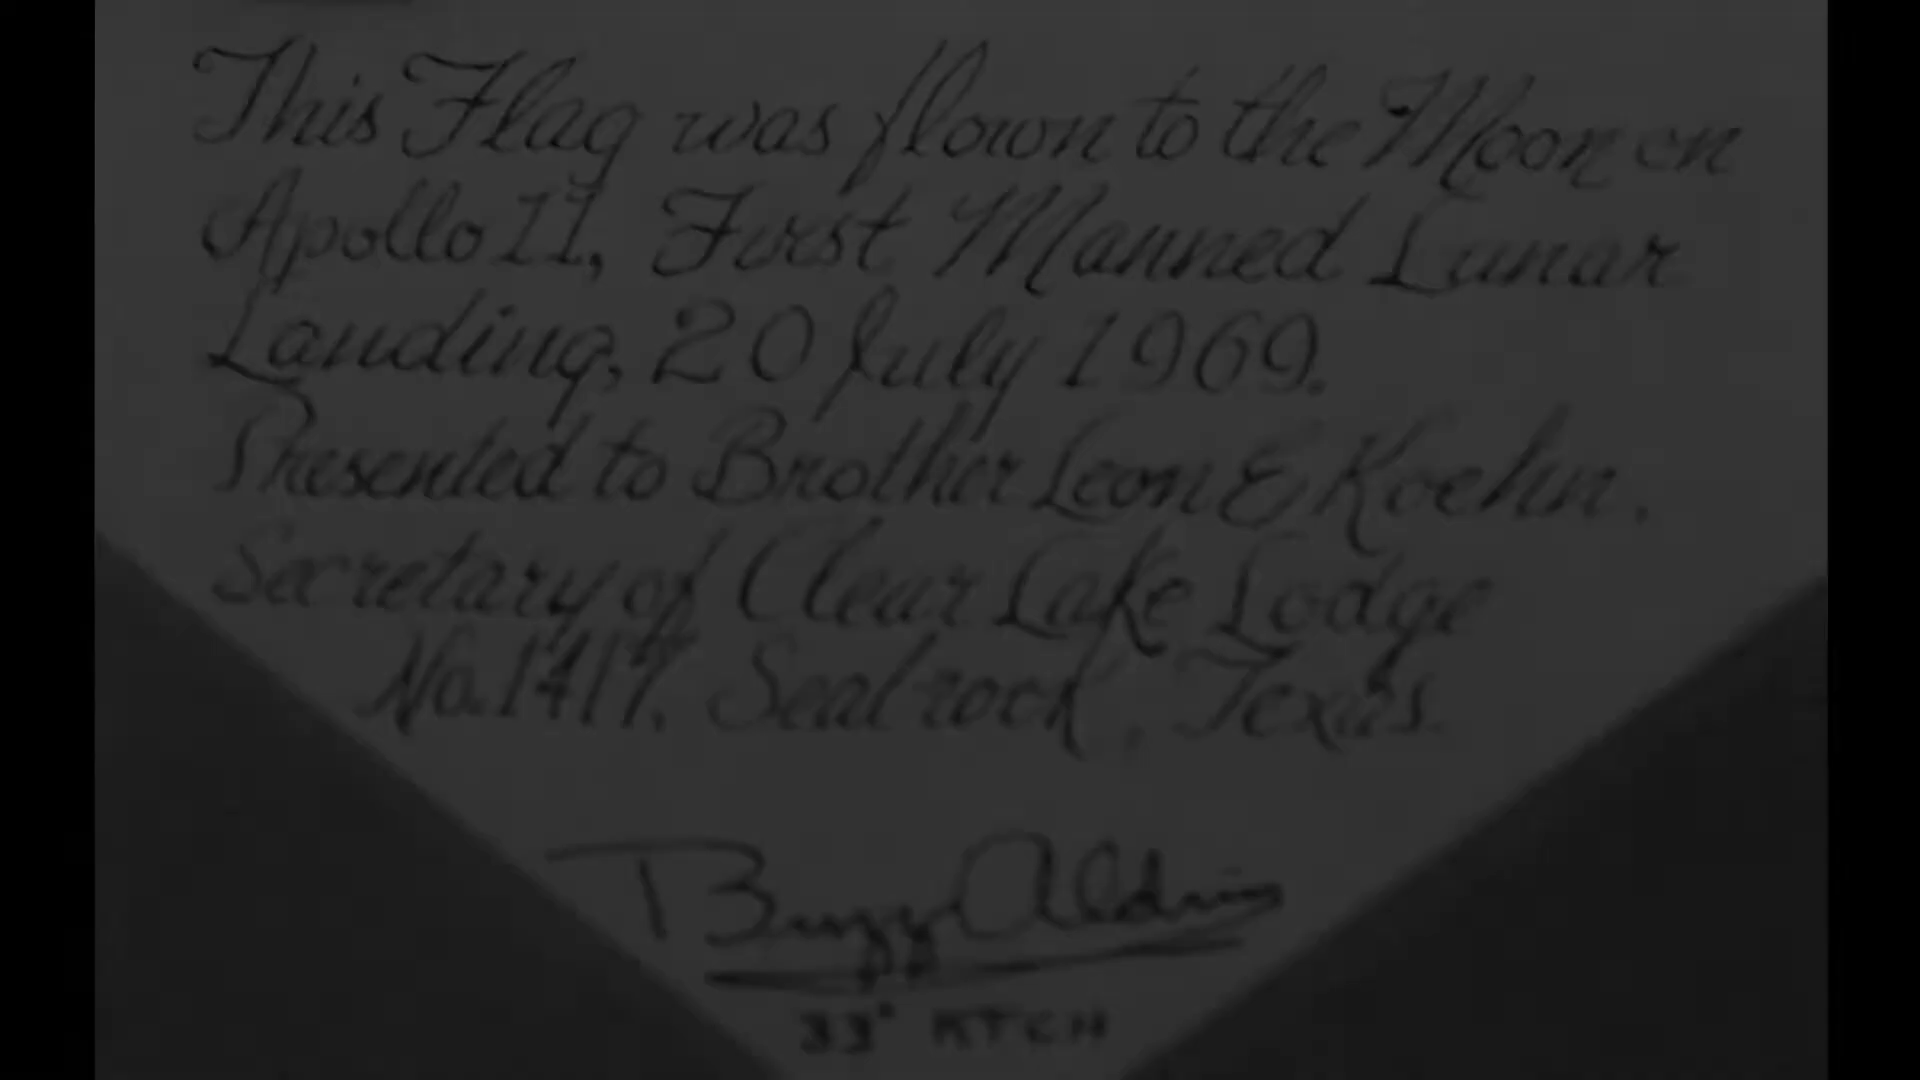 This Flag was flown to the Moon on
Apollo 11, First Manned Lunar
Landing, 20 July 1969.
Presented to Brother Leon E Koehn,
Secretary of Clear Lake Lodge
No. 1417, Seabrook, Texas.
Buzz Aldrin
33° KTCH